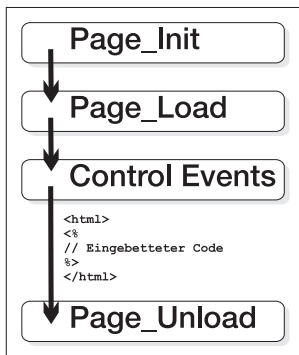 Page_Init
Page_Load
Control Events
<html>
<%
// Eingebetteter Code
%>
</html>
Page_Unload